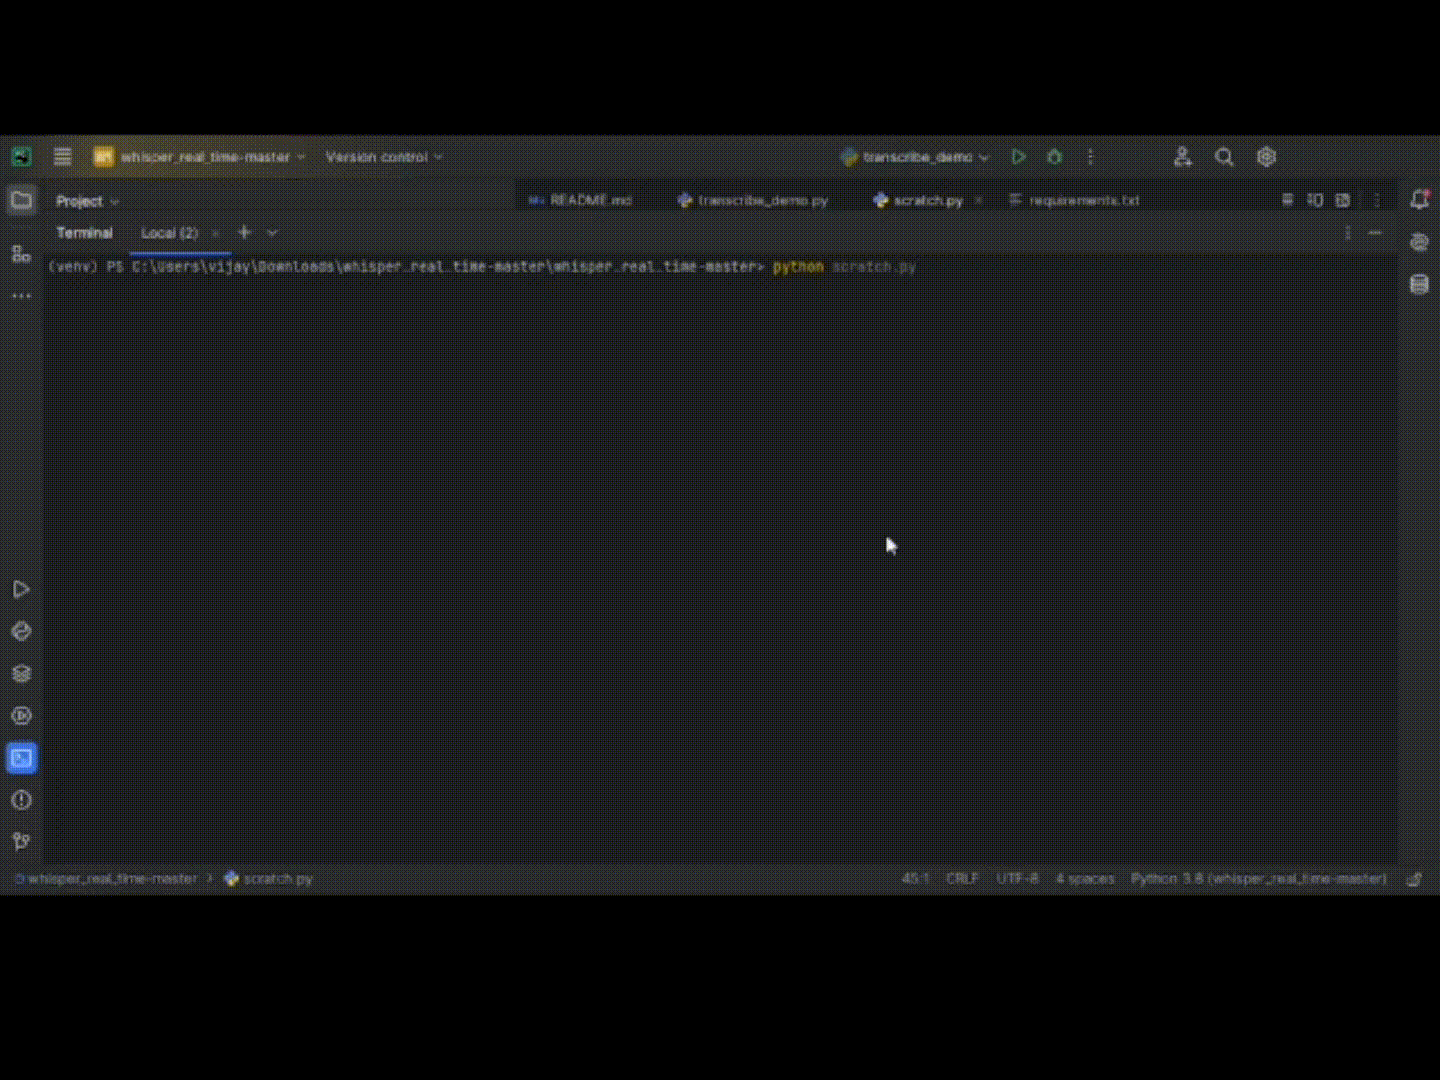 whisper_real_time-master Version control transcribe_demo
Project README.md transcribe_demo.py scratch.py requirements.txt
Terminal Local (2)
(venv) PS C:\Users\vijay\Downloads\whisper_real_time-master\whisper_real_time-master> python scratch.py
whisper_real_time-master > scratch.py 45:1 CRLF UTF-8 4 spaces Python 3.8 (whisper_real_time-master)